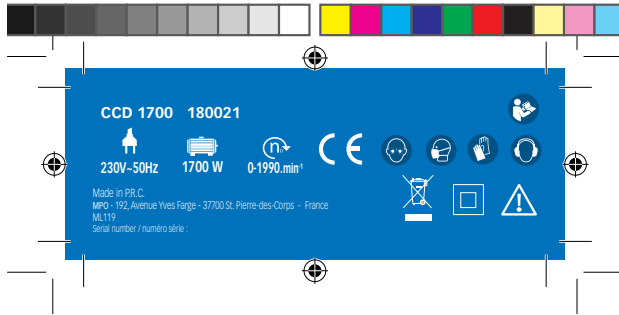 CCD 1700 180021
230V~50Hz 1700 W n₀ 0-1990.min⁻¹ CE
Made in P.R.C.
MPO - 192, Avenue Yves Farge - 37700 St. Pierre-des-Corps - France
ML119
Serial number / numéro série :